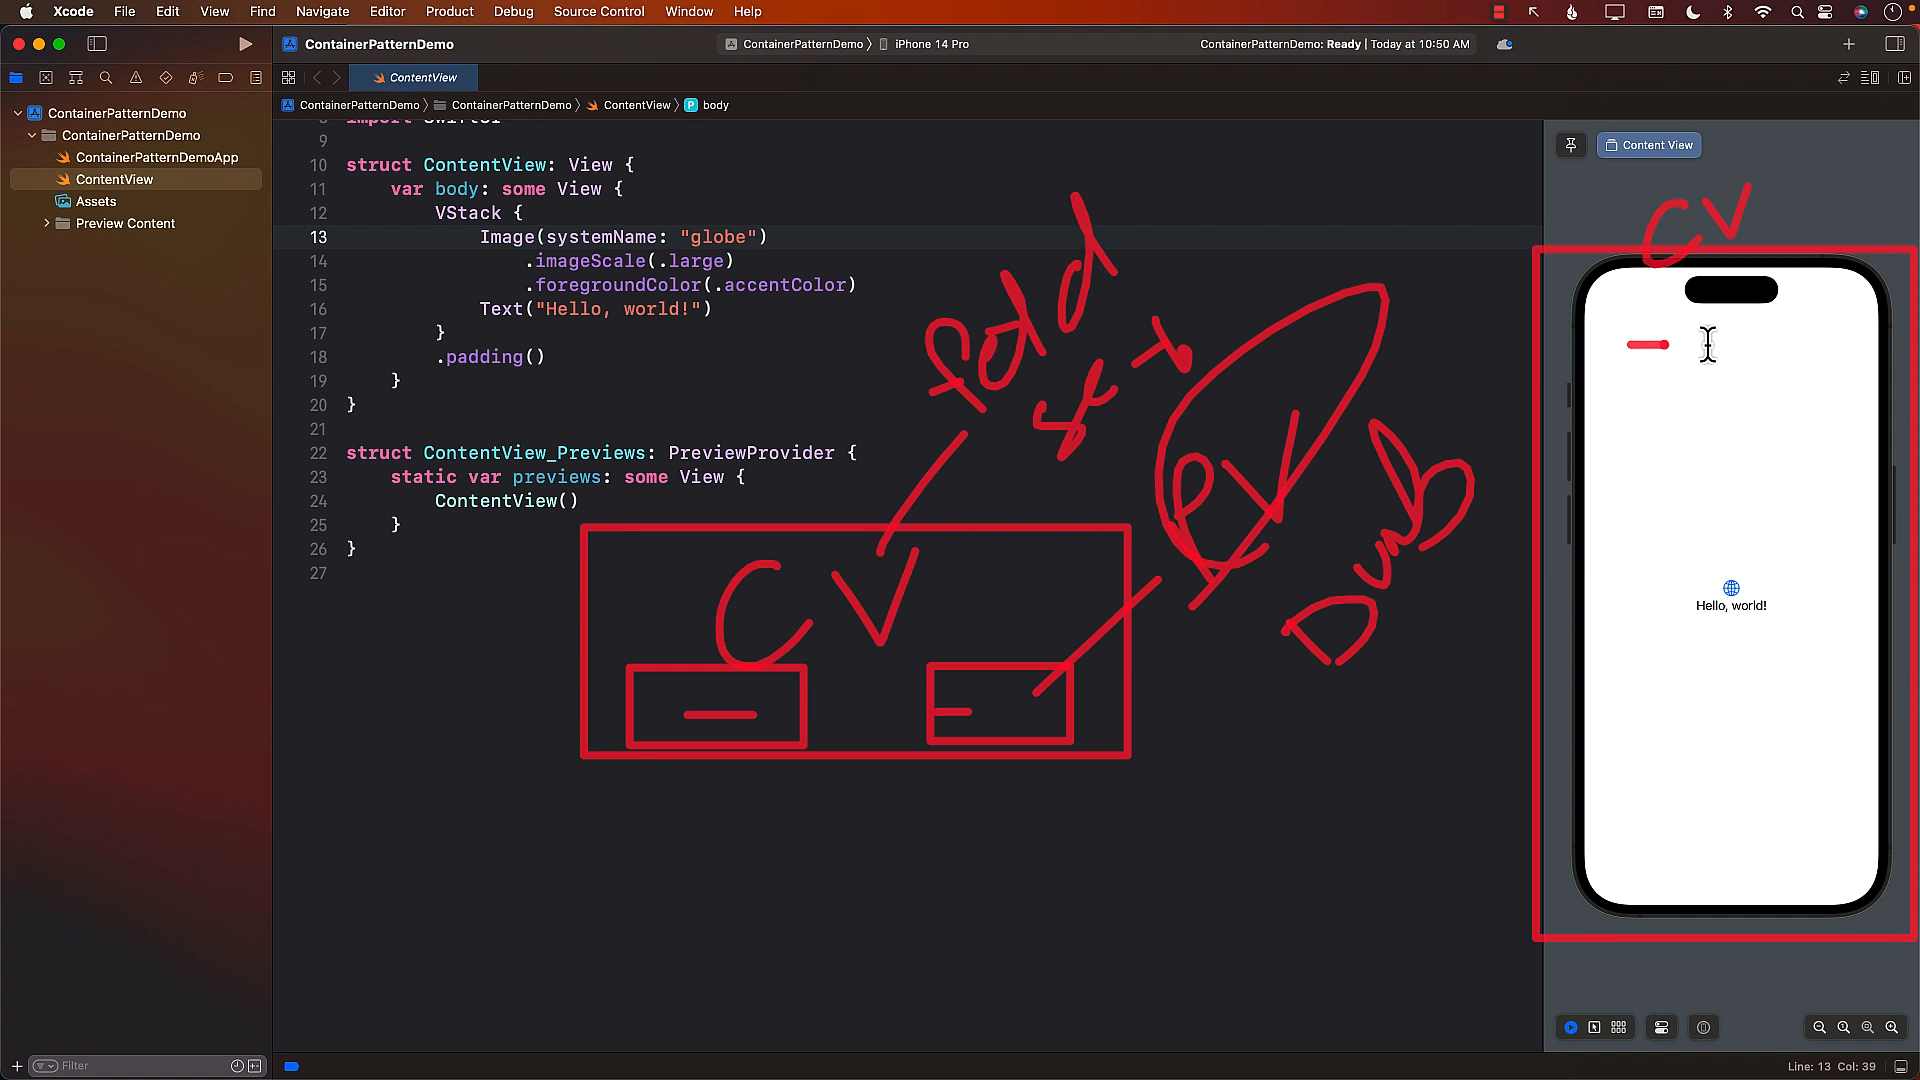 Xcode File Edit View Find Navigate Editor Product Debug Source Control Window Help
ContainerPatternDemo
ContainerPatternDemo iPhone 14 Pro
ContainerPatternDemo: Ready | Today at 10:50 AM
ContentView
ContainerPatternDemo ContainerPatternDemo ContentView P body
ContainerPatternDemo
ContainerPatternDemo
ContainerPatternDemoApp
ContentView
Assets
Preview Content
9
10 struct ContentView: View {
11 var body: some View {
12 VStack {
13 Image(systemName: "globe")
14 .imageScale(.large)
15 .foregroundColor(.accentColor)
16 Text("Hello, world!")
17 }
18 .padding()
19 }
20 }
21
22 struct ContentView_Previews: PreviewProvider {
23 static var previews: some View {
24 ContentView()
25 }
26 }
27
Content View
CV
Hello, world!
set
PV
Dumb
CV
Filter
Line: 13 Col: 39